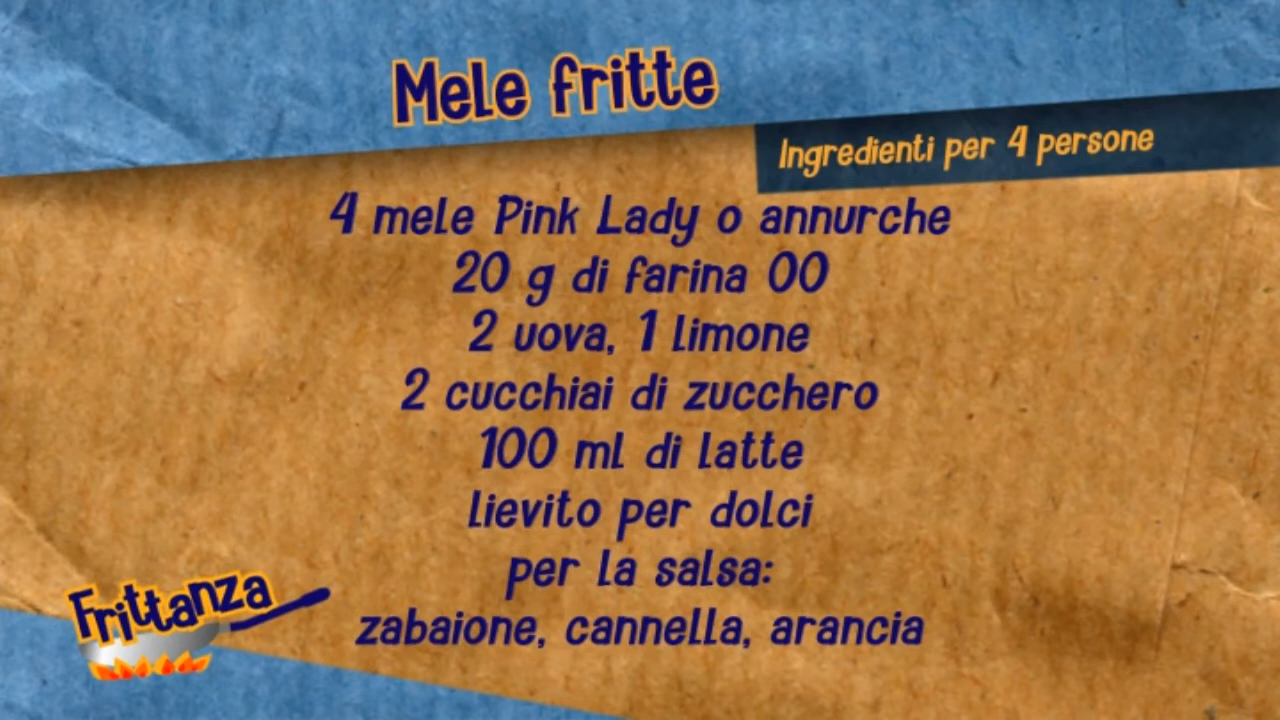 Mele fritte
Ingredienti per 4 persone
4 mele Pink Lady o annurche
20 g di farina 00
2 uova, 1 limone
2 cucchiai di zucchero
100 ml di latte
lievito per dolci
per la salsa:
zabaione, cannella, arancia
Frittanza